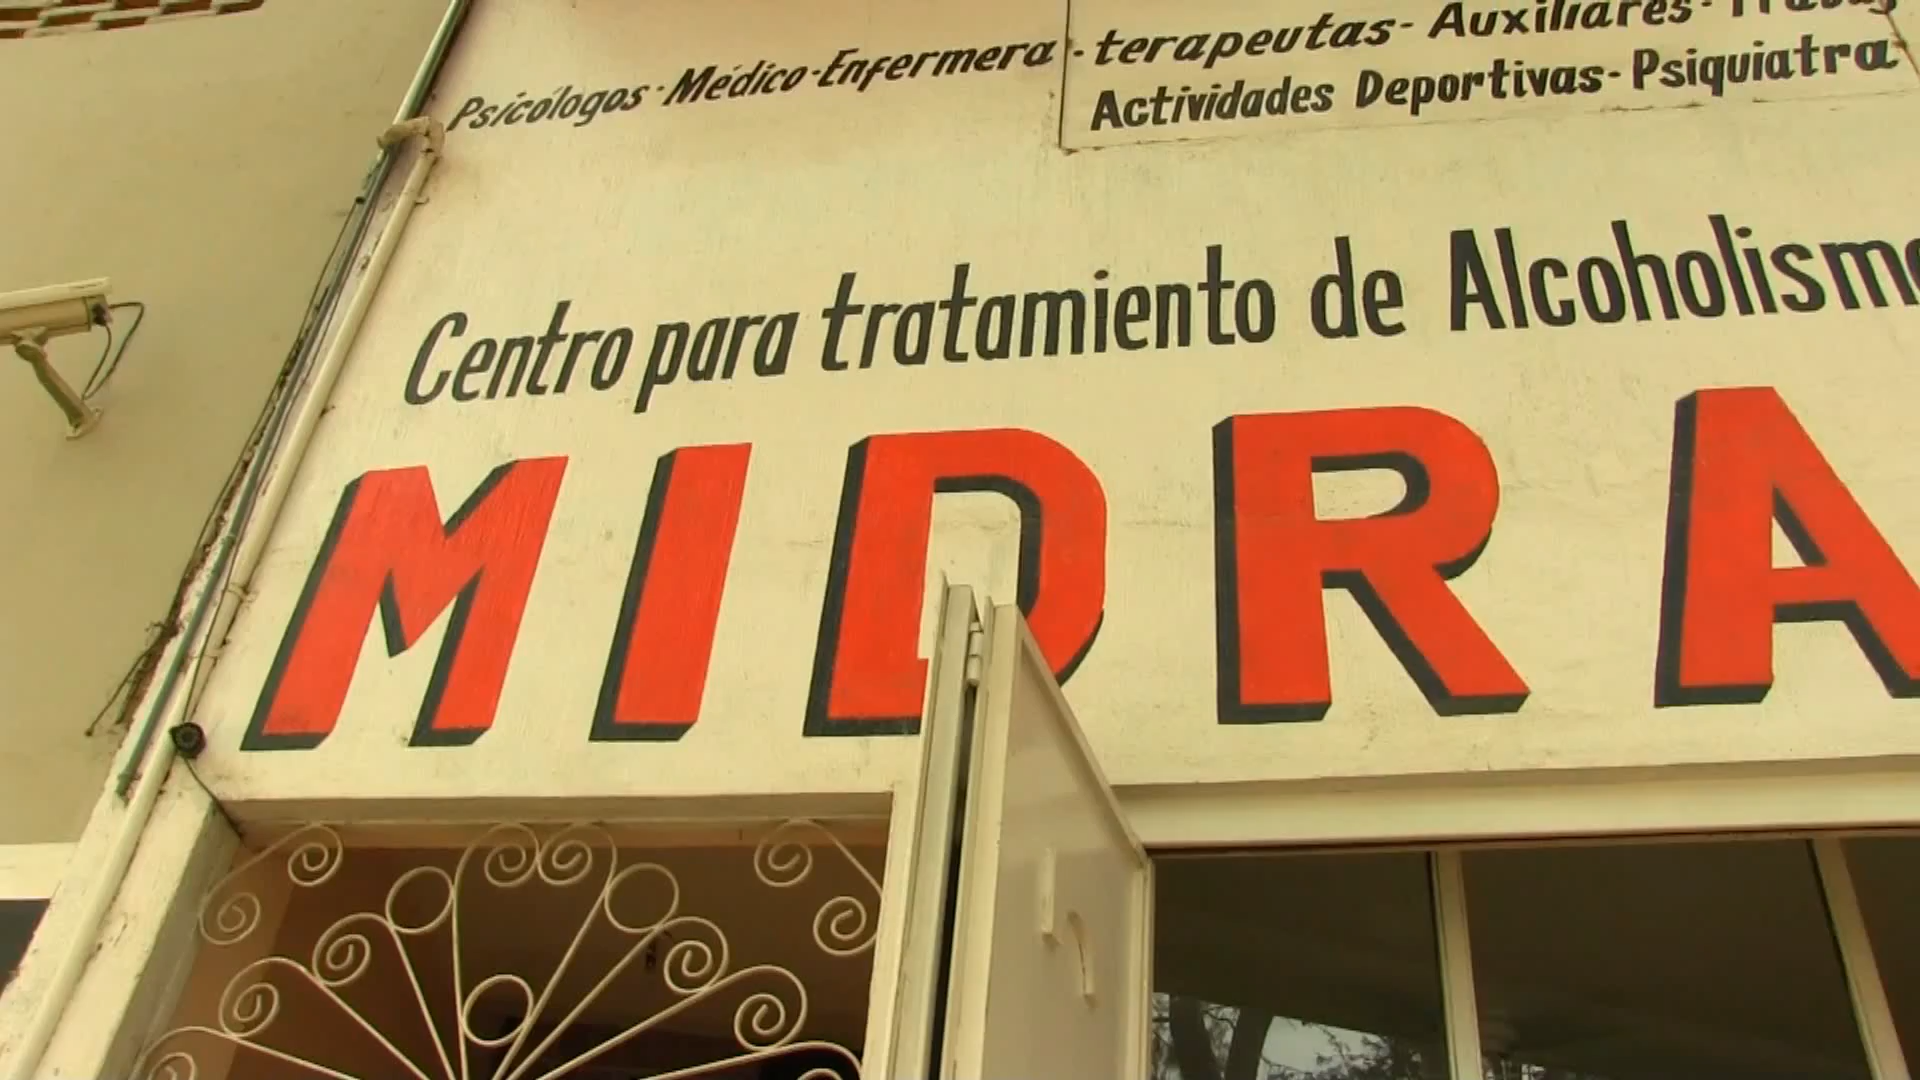 Psicólogos - Médico - Enfermera - terapeutas - Auxiliares -
Actividades Deportivas - Psiquiatra
Centro para tratamiento de Alcoholismo
MIDRA